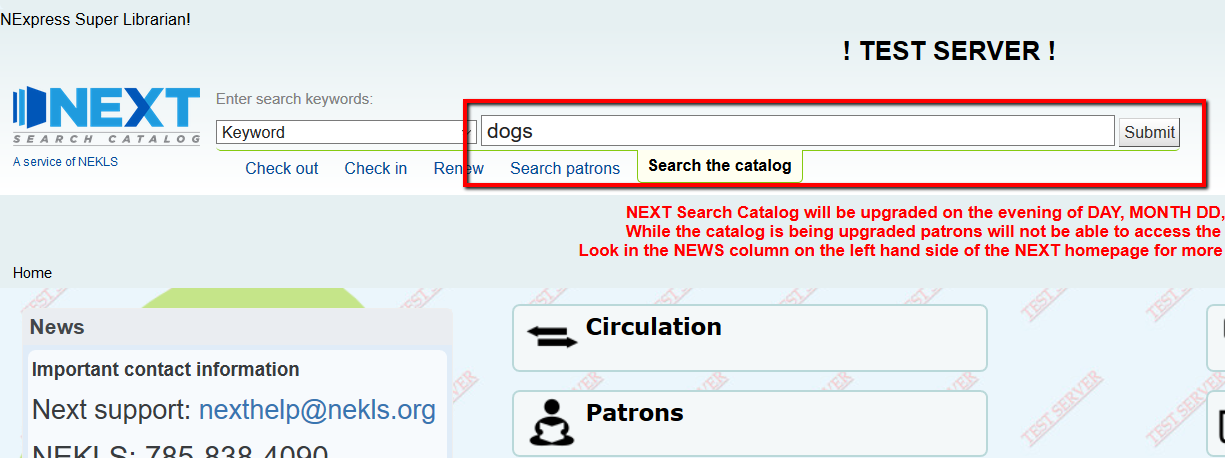 NExpress Super Librarian!
! TEST SERVER !
NEXT
SEARCH CATALOG
A service of NEKLS
Enter search keywords:
Keyword
dogs
Submit
Check out Check in Renew Search patrons Search the catalog
NEXT Search Catalog will be upgraded on the evening of DAY, MONTH DD,
While the catalog is being upgraded patrons will not be able to access the
Look in the NEWS column on the left hand side of the NEXT homepage for more
Home
News
Important contact information
Next support: nexthelp@nekls.org
NEKLS: 785-838-4090
Circulation
Patrons
TEST SERVER
TEST SERVER
TEST SERVER